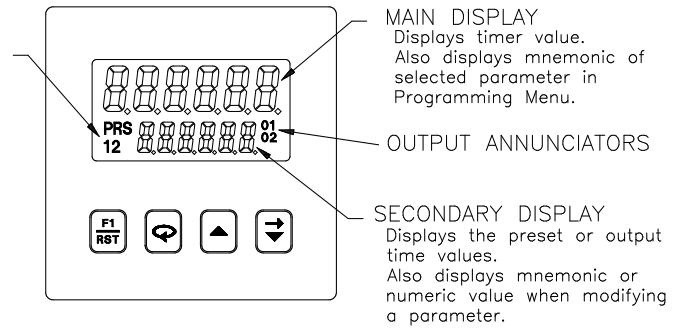 MAIN DISPLAY
Displays timer value.
Also displays mnemonic of
selected parameter in
Programming Menu.
PRS
12
01
02
OUTPUT ANNUNCIATORS
SECONDARY DISPLAY
Displays the preset or output
time values.
Also displays mnemonic or
numeric value when modifying
a parameter.
F1
RST